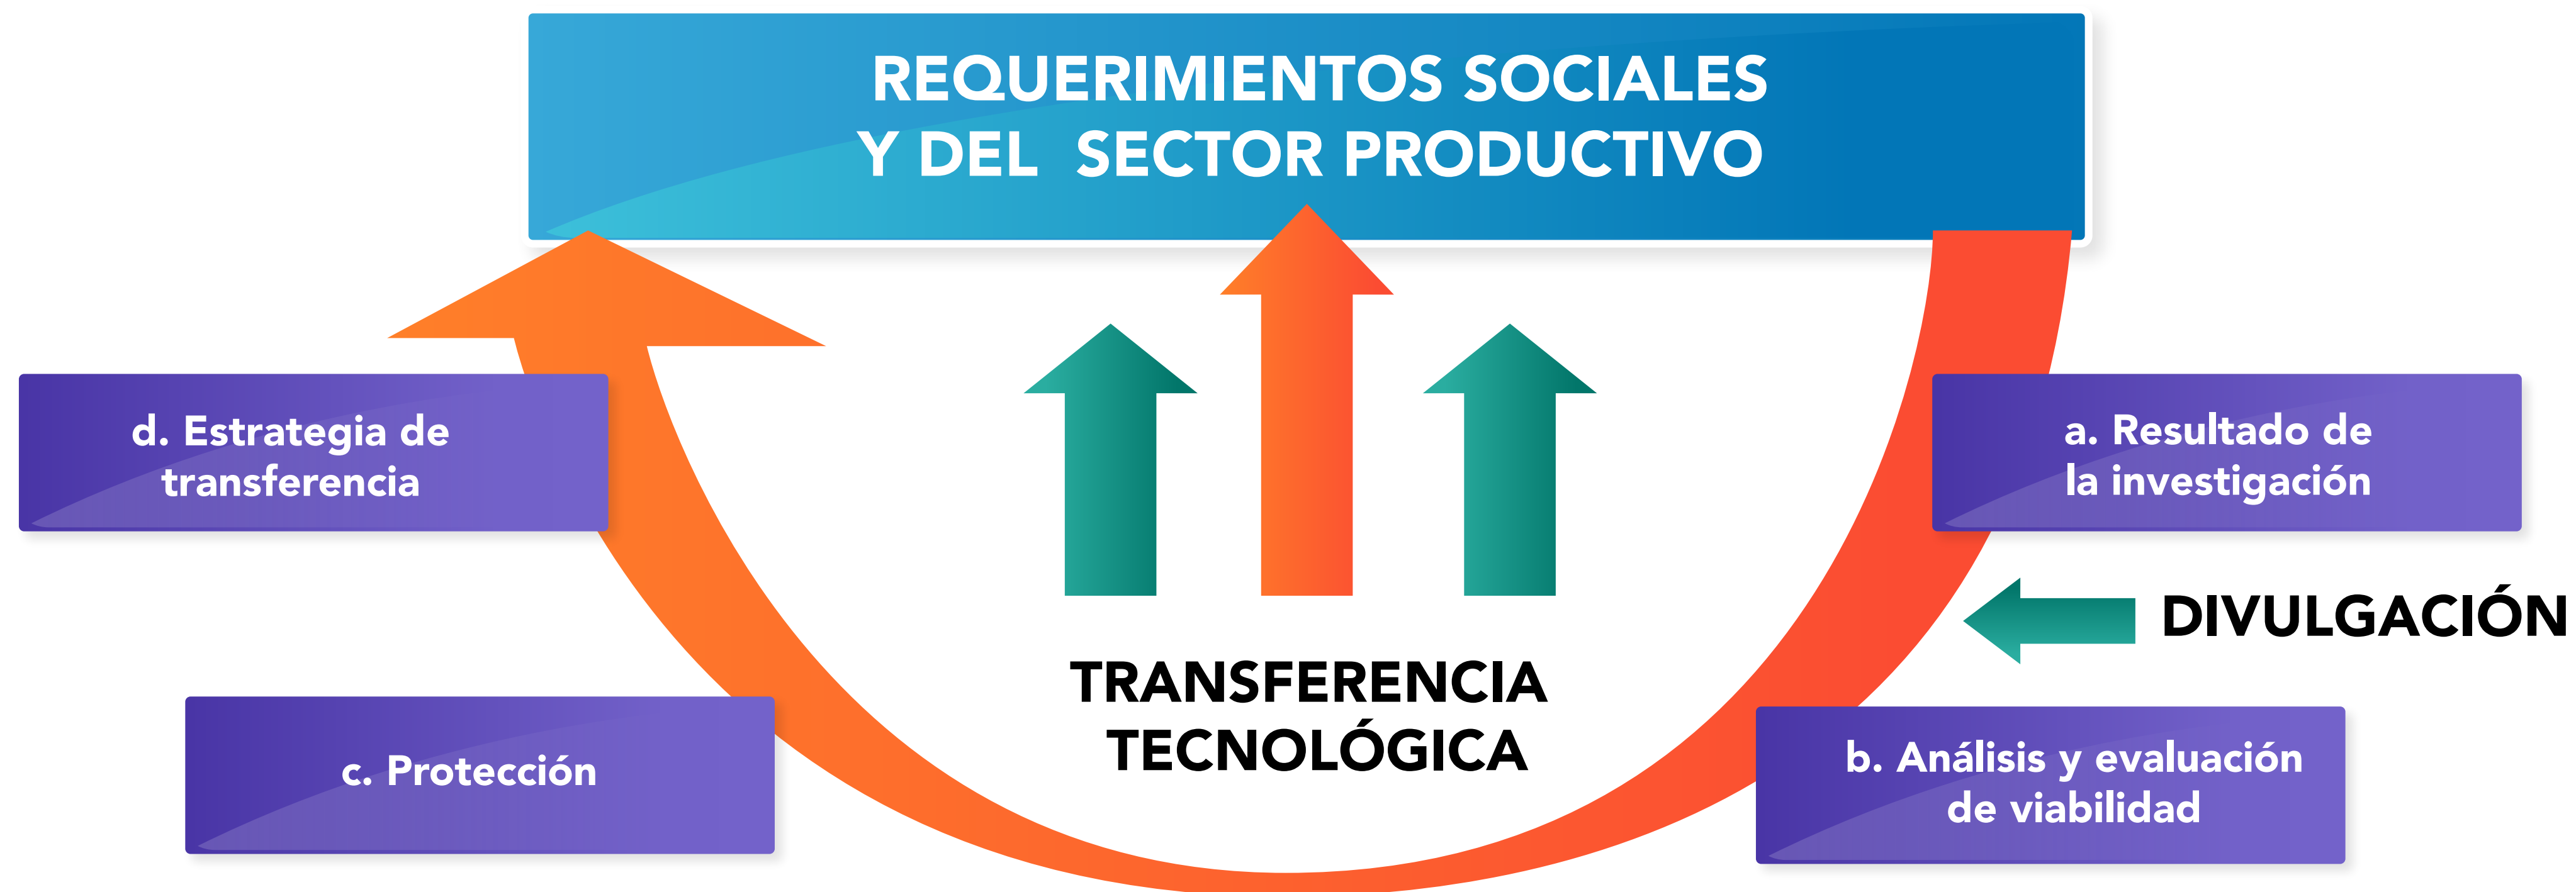 REQUERIMIENTOS SOCIALES
Y DEL SECTOR PRODUCTIVO
d. Estrategia de
transferencia
a. Resultado de
la investigación
DIVULGACIÓN
TRANSFERENCIA
TECNOLÓGICA
c. Protección
b. Análisis y evaluación
de viabilidad